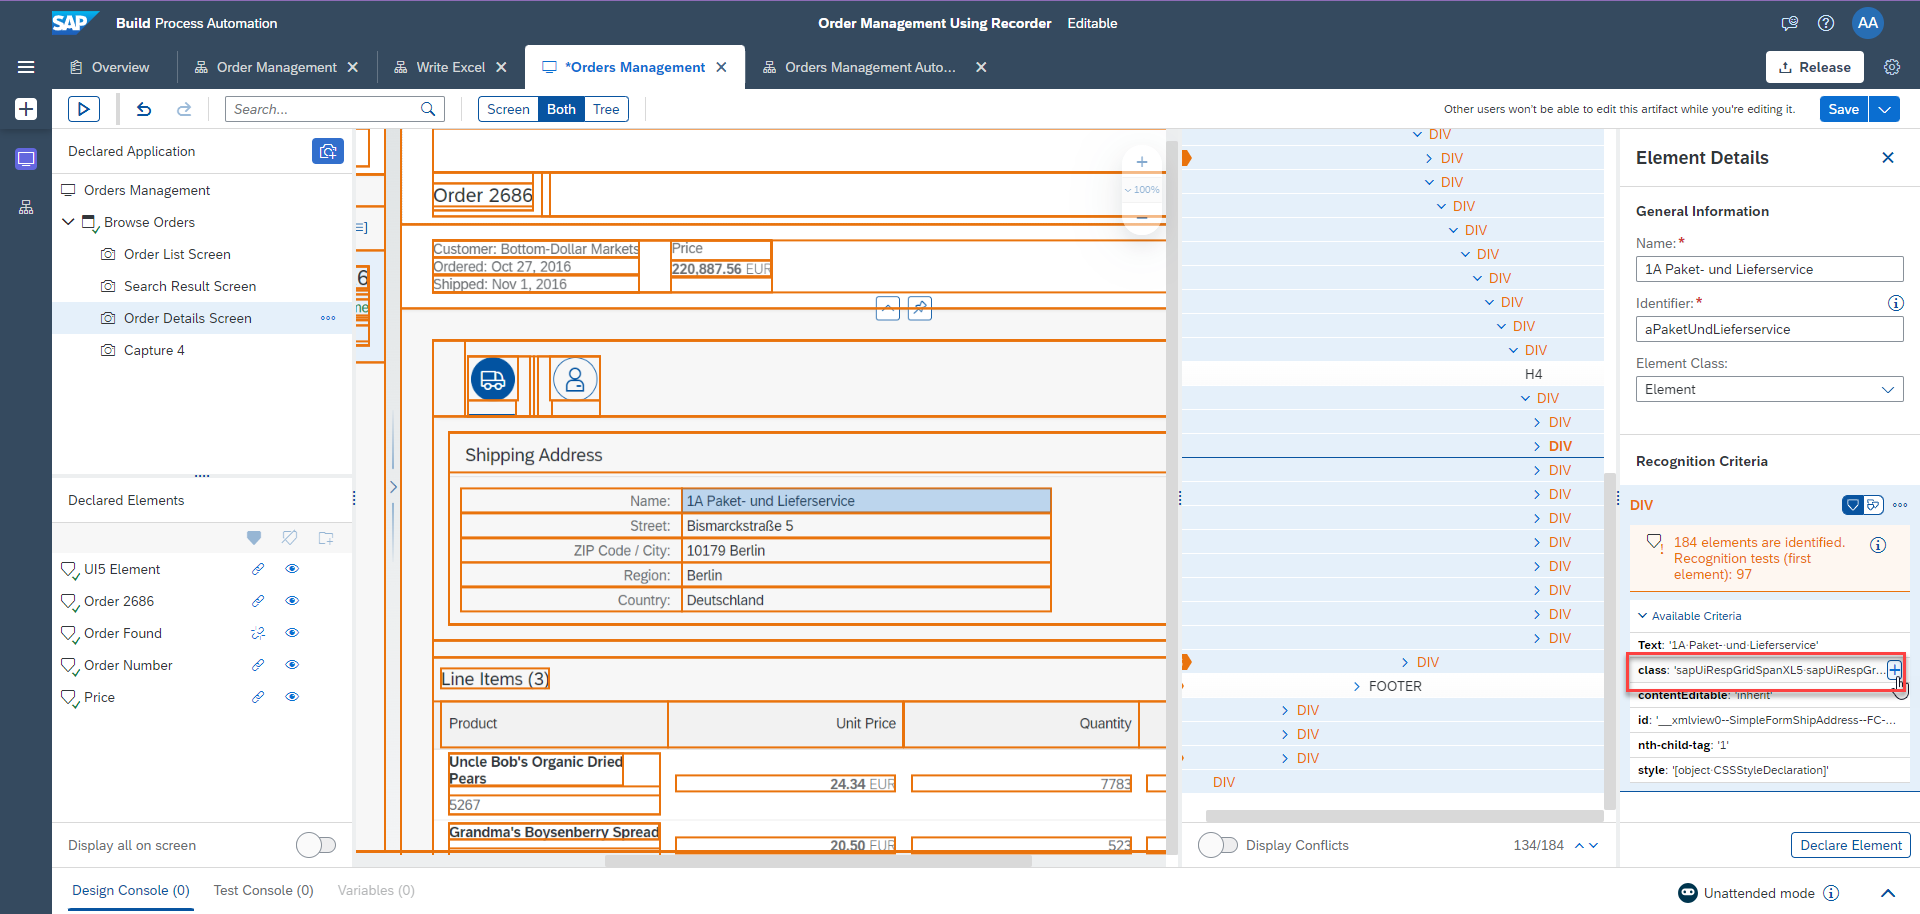 SAP Build Process Automation
Order Management Using Recorder Editable
AA
Overview
Order Management
Write Excel
*Orders Management
Orders Management Auto...
Release
Search...
Screen Both Tree
Other users won't be able to edit this artifact while you're editing it.
Save
Declared Application
Orders Management
Browse Orders
Order List Screen
Search Result Screen
Order Details Screen
Capture 4
Declared Elements
UI5 Element
Order 2686
Order Found
Order Number
Price
Display all on screen
6
Order 2686
100%
Customer: Bottom-Dollar Markets
Ordered: Oct 27, 2016
Shipped: Nov 1, 2016
Price
220,887.56 EUR
Shipping Address
Name: 1A Paket- und Lieferservice
Street: Bismarckstraße 5
ZIP Code / City: 10179 Berlin
Region: Berlin
Country: Deutschland
Line Items (3)
Product Unit Price Quantity
Uncle Bob's Organic Dried
Pears
5267
24.34 EUR
7783
Grandma's Boysenberry Spread
20.50 EUR
523
DIV
DIV
DIV
DIV
DIV
DIV
DIV
DIV
DIV
DIV
H4
DIV
DIV
DIV
DIV
DIV
DIV
DIV
DIV
DIV
DIV
DIV
DIV
FOOTER
DIV
DIV
DIV
DIV
Display Conflicts
134/184
Element Details
General Information
Name:*
1A Paket- und Lieferservice
Identifier:*
aPaketUndLieferservice
Element Class:
Element
Recognition Criteria
DIV
184 elements are identified.
Recognition tests (first
element): 97
Available Criteria
Text: '1A·Paket-·und·Lieferservice'
class: 'sapUiRespGridSpanXL5·sapUiRespGr...
contentEditable: 'inherit'
id: '__xmlview0--SimpleFormShipAddress--FC-...
nth-child-tag: '1'
style: '[object·CSSStyleDeclaration]'
Declare Element
Design Console (0)
Test Console (0)
Variables (0)
Unattended mode